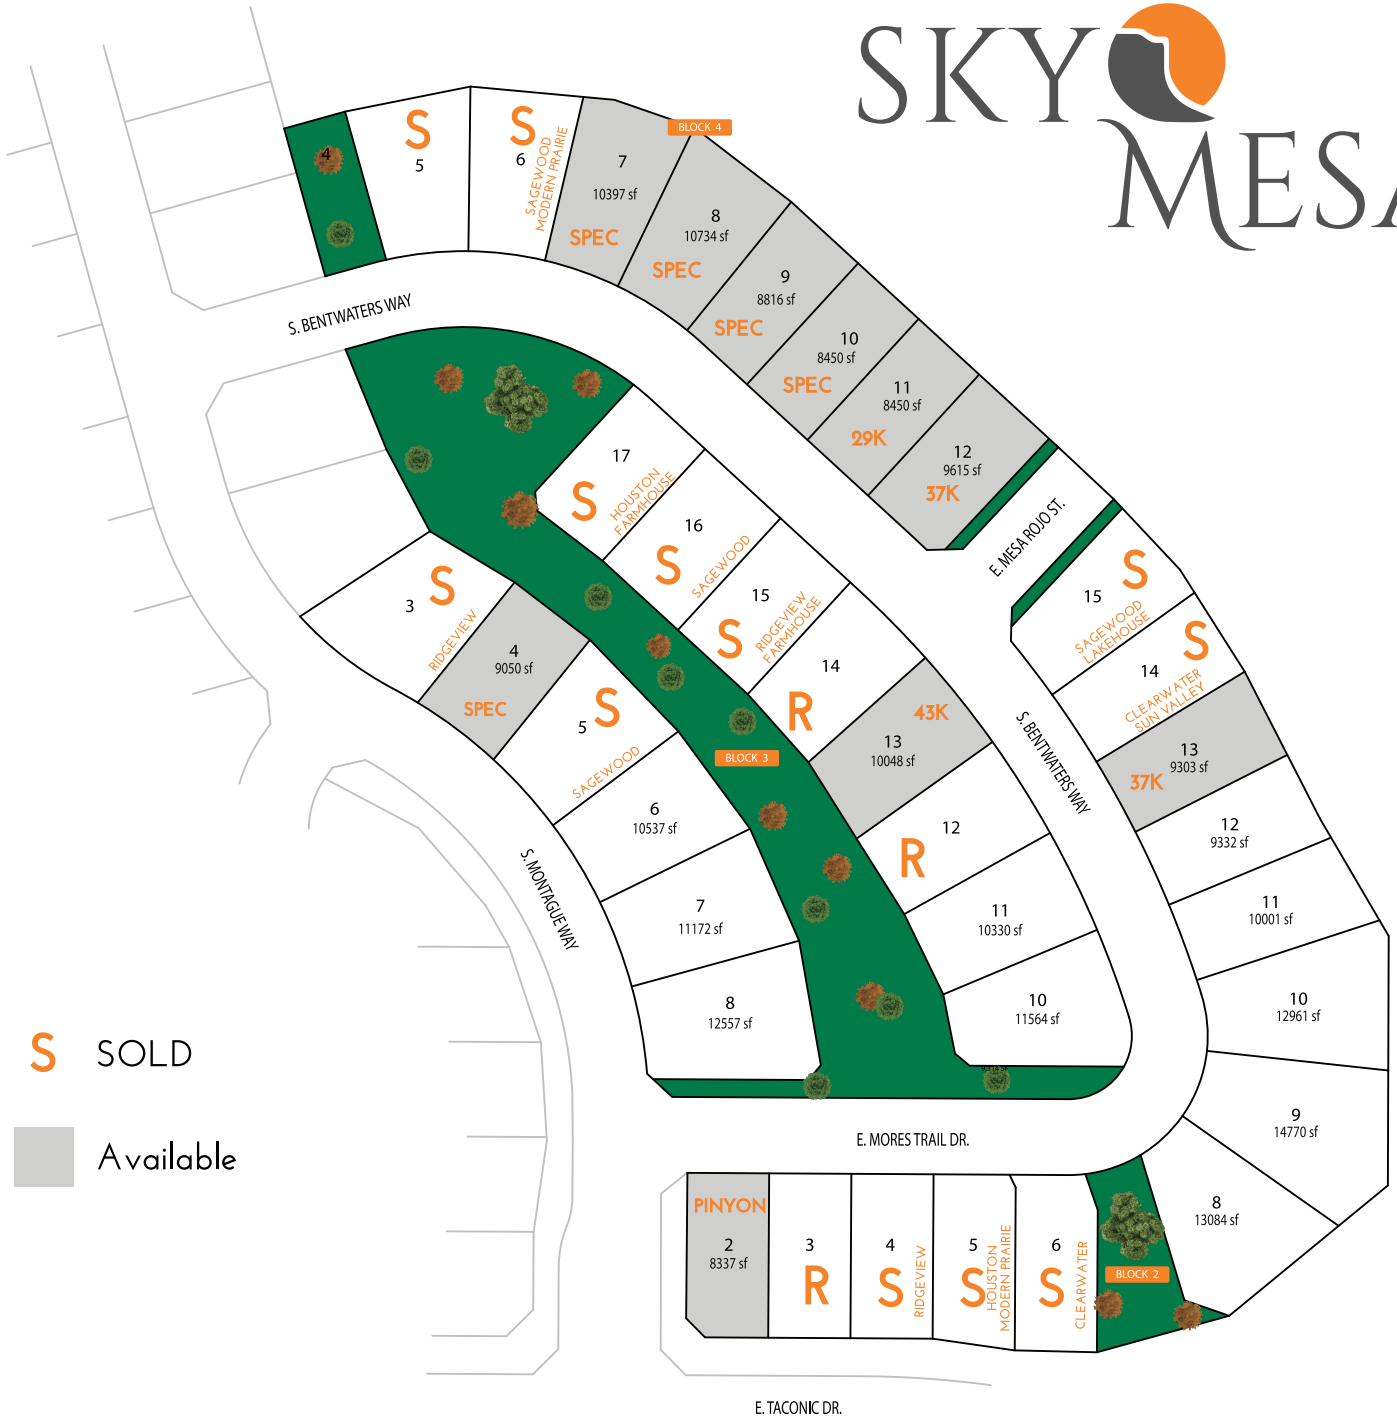 SKY
MESA
BLOCK 4
4
S
5
S
6
SAGEWOOD
MODERN PRAIRIE
7
10397 sf
SPEC
8
10734 sf
SPEC
9
8816 sf
SPEC
10
8450 sf
SPEC
11
8450 sf
29K
12
9615 sf
37K
S. BENTWATERS WAY
E. MESA ROJO ST.
17
S
HOUSTON
FARMHOUSE
16
S
SAGEWOOD
15
S
RIDGEVIEW
FARMHOUSE
14
R
43K
13
10048 sf
12
R
11
10330 sf
10
11564 sf
3
S
RIDGEVIEW
4
9050 sf
SPEC
5
S
SAGEWOOD
6
10537 sf
7
11172 sf
8
12557 sf
BLOCK 3
S. MONTAGUE WAY
S. BENTWATERS WAY
15
S
SAGEWOOD
LAKEHOUSE
14
S
CLEARWATER
SUN VALLEY
13
9303 sf
37K
12
9332 sf
11
10001 sf
10
12961 sf
9
14770 sf
8
13084 sf
E. MORES TRAIL DR.
PINYON
2
8337 sf
3
R
4
S
RIDGEVIEW
5
S
HOUSTON
MODERN PRAIRIE
6
S
CLEARWATER
BLOCK 2
E. TACONIC DR.
S SOLD
Available